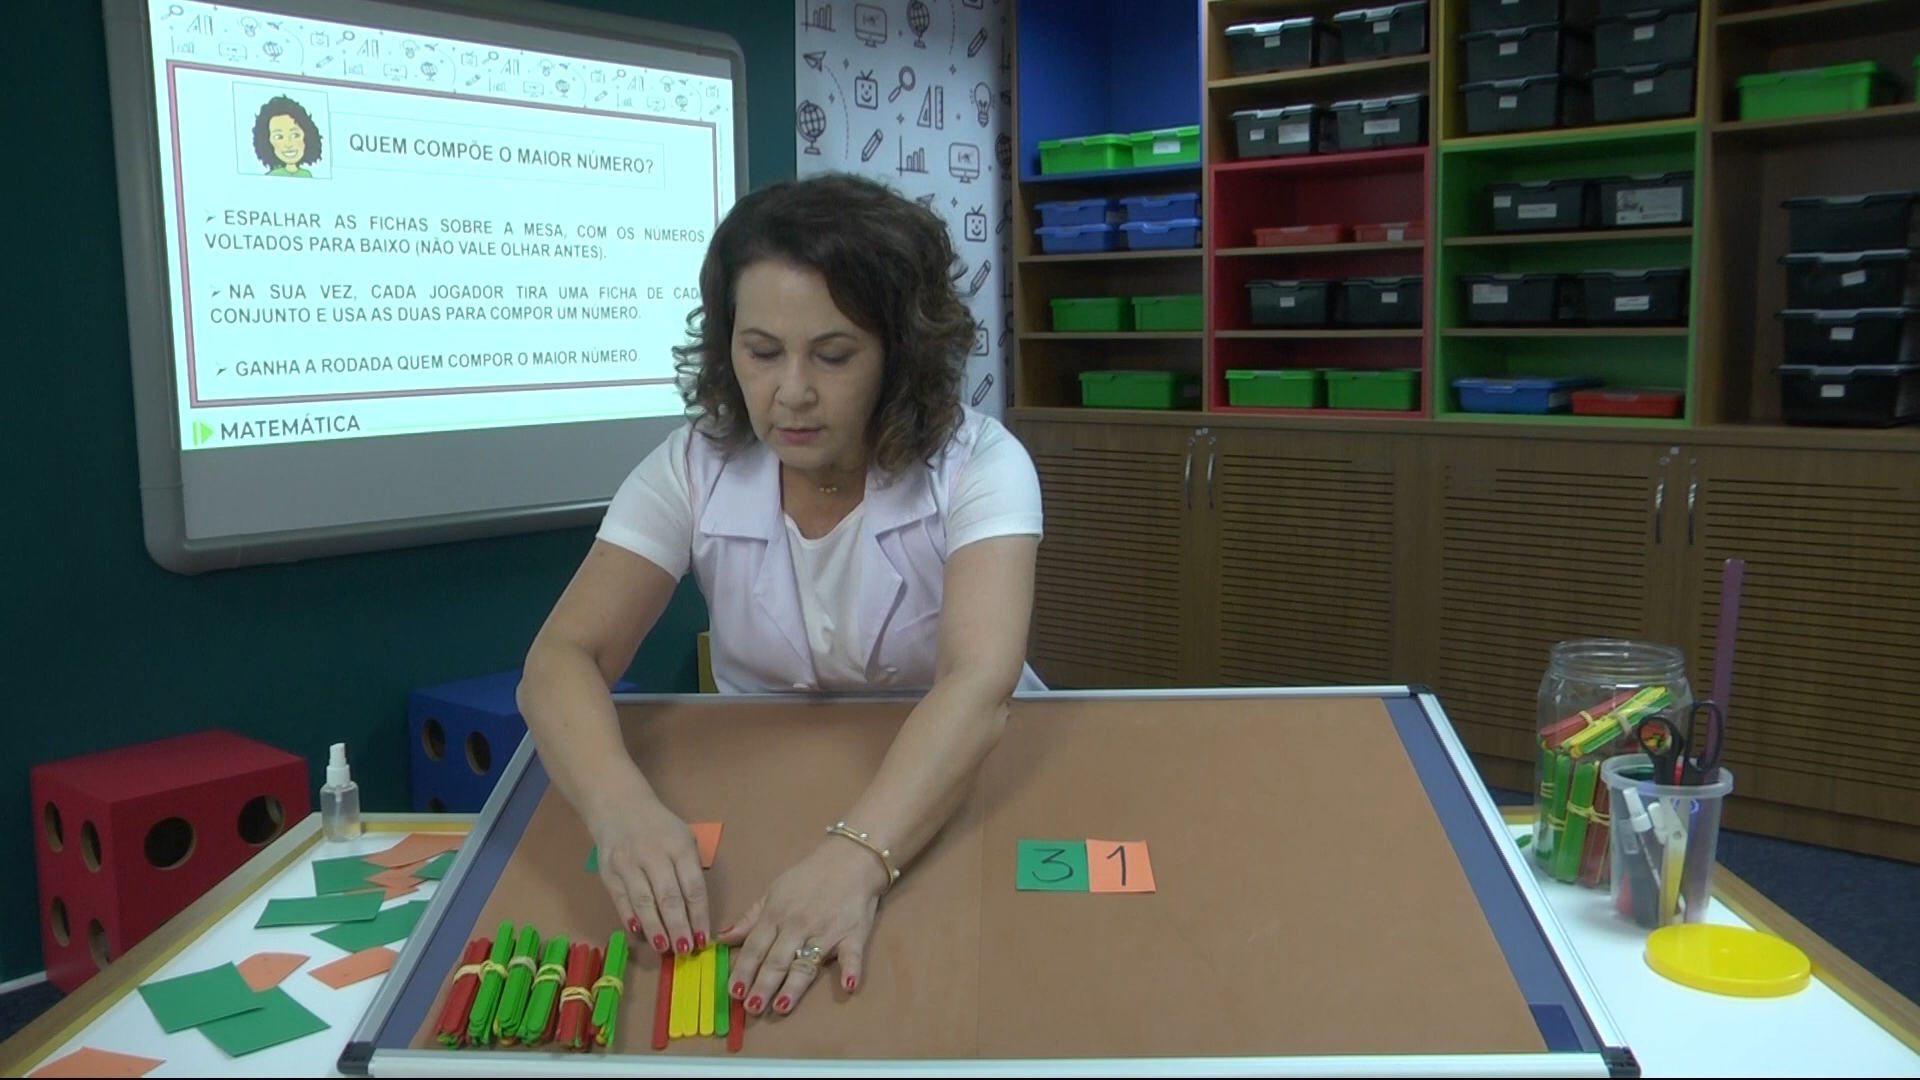 QUEM COMPÕE O MAIOR NÚMERO?
➢ ESPALHAR AS FICHAS SOBRE A MESA, COM OS NÚMEROS
VOLTADOS PARA BAIXO (NÃO VALE OLHAR ANTES).
➢ NA SUA VEZ, CADA JOGADOR TIRA UMA FICHA DE
CONJUNTO E USA AS DUAS PARA COMPOR UM NÚMERO.
➢ GANHA A RODADA QUEM COMPOR O MAIOR NÚMERO.
MATEMÁTICA
3 1